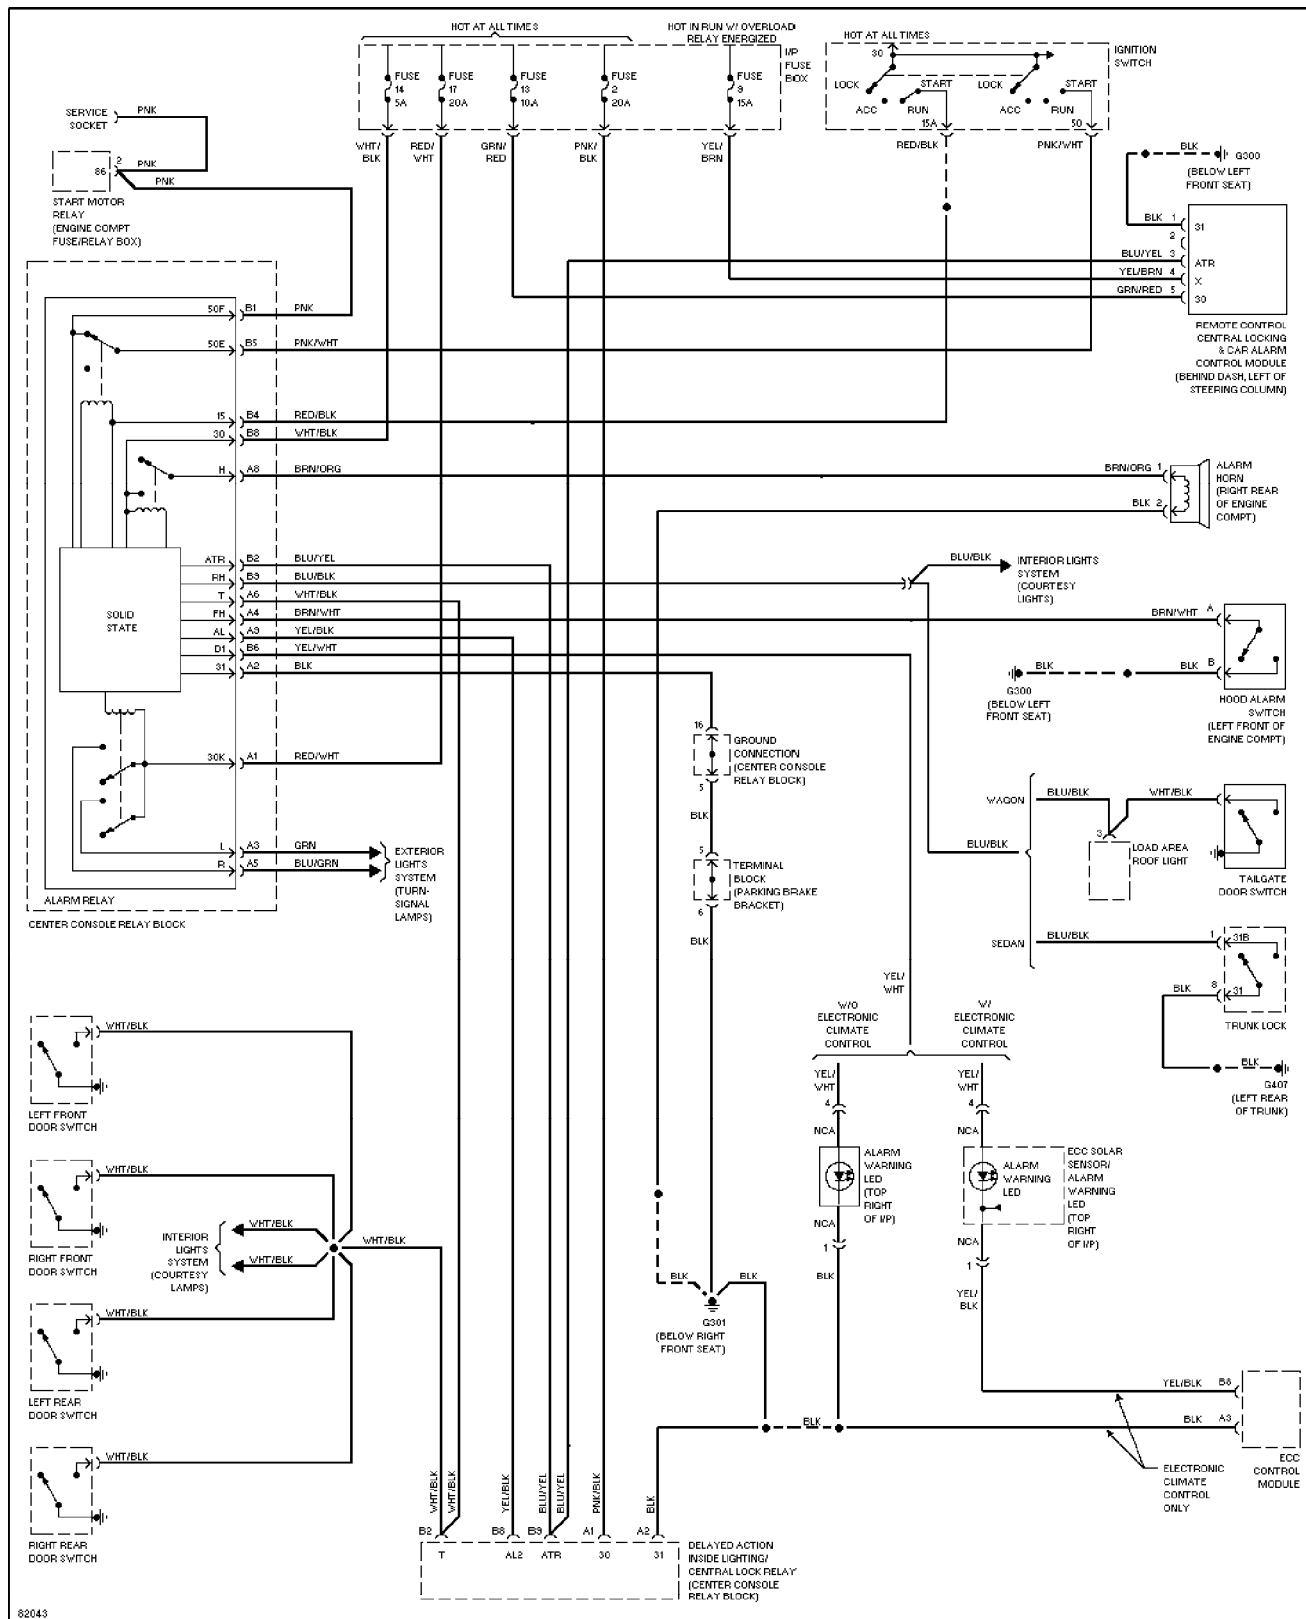 HOT AT ALL TIMES
HOT IN RUN W/ OVERLOAD
RELAY ENERGIZED
I/P
FUSE
BOX
FUSE
14
5A
FUSE
17
20A
FUSE
13
10A
FUSE
2
20A
FUSE
9
15A
HOT AT ALL TIMES
30
IGNITION
SWITCH
LOCK
START
ACC
RUN
LOCK
START
ACC
RUN
15A
50
WHT/
BLK
RED/
WHT
GRN/
RED
PNK/
BLK
YEL/
BRN
RED/BLK
PNK/WHT
SERVICE
SOCKET
PNK
86
2
PNK
PNK
START MOTOR
RELAY
(ENGINE COMPT
FUSE/RELAY BOX)
BLK
G300
(BELOW LEFT
FRONT SEAT)
BLK 1
31
2
BLU/YEL 3
ATR
YEL/BRN 4
X
GRN/RED 5
30
REMOTE CONTROL
CENTRAL LOCKING
& CAR ALARM
CONTROL MODULE
(BEHIND DASH, LEFT OF
STEERING COLUMN)
50F B1 PNK
50E B5 PNK/WHT
15 B4 RED/BLK
30 B8 WHT/BLK
H A8 BRN/ORG
ATR B2 BLU/YEL
RH B9 BLU/BLK
T A6 WHT/BLK
FH A4 BRN/WHT
AL A9 YEL/BLK
D1 B6 YEL/WHT
31 A2 BLK
SOLID
STATE
30K A1 RED/WHT
L A3 GRN
R A5 BLU/GRN
EXTERIOR
LIGHTS
SYSTEM
(TURN-
SIGNAL
LAMPS)
ALARM RELAY
CENTER CONSOLE RELAY BLOCK
BRN/ORG 1
BLK 2
ALARM
HORN
(RIGHT REAR
OF ENGINE
COMPT)
BLU/BLK
INTERIOR LIGHTS
SYSTEM
(COURTESY
LIGHTS)
BRN/WHT A
BLK B
BLK
G300
(BELOW LEFT
FRONT SEAT)
HOOD ALARM
SWITCH
(LEFT FRONT OF
ENGINE COMPT)
16
GROUND
CONNECTION
(CENTER CONSOLE
RELAY BLOCK)
5
BLK
5
TERMINAL
BLOCK
(PARKING BRAKE
BRACKET)
6
BLK
WAGON
BLU/BLK
WHT/BLK
3
LOAD AREA
ROOF LIGHT
TAILGATE
DOOR SWITCH
BLU/BLK
SEDAN
BLU/BLK
1
31B
BLK
8
31
TRUNK LOCK
BLK
G407
(LEFT REAR
OF TRUNK)
YEL/
WHT
W/O
ELECTRONIC
CLIMATE
CONTROL
W/
ELECTRONIC
CLIMATE
CONTROL
YEL/
WHT
4
NCA
ALARM
WARNING
LED
(TOP
RIGHT
OF I/P)
NCA
1
BLK
YEL/
WHT
4
NCA
ALARM
WARNING
LED
ECC SOLAR
SENSOR/
ALARM
WARNING
LED
(TOP
RIGHT
OF I/P)
NCA
1
YEL/
BLK
WHT/BLK
LEFT FRONT
DOOR SWITCH
WHT/BLK
RIGHT FRONT
DOOR SWITCH
INTERIOR
LIGHTS
SYSTEM
(COURTESY
LAMPS)
WHT/BLK
WHT/BLK
WHT/BLK
WHT/BLK
LEFT REAR
DOOR SWITCH
WHT/BLK
RIGHT REAR
DOOR SWITCH
BLK
BLK
G301
(BELOW RIGHT
FRONT SEAT)
BLK
YEL/BLK B8
BLK A3
ECC
CONTROL
MODULE
ELECTRONIC
CLIMATE
CONTROL
ONLY
WHT/BLK
WHT/BLK
YEL/BLK
BLU/YEL
BLU/YEL
PNK/BLK
BLK
B2
B8
B9
A1
A2
T
AL2
ATR
30
31
DELAYED ACTION
INSIDE LIGHTING/
CENTRAL LOCK RELAY
(CENTER CONSOLE
RELAY BLOCK)
82043